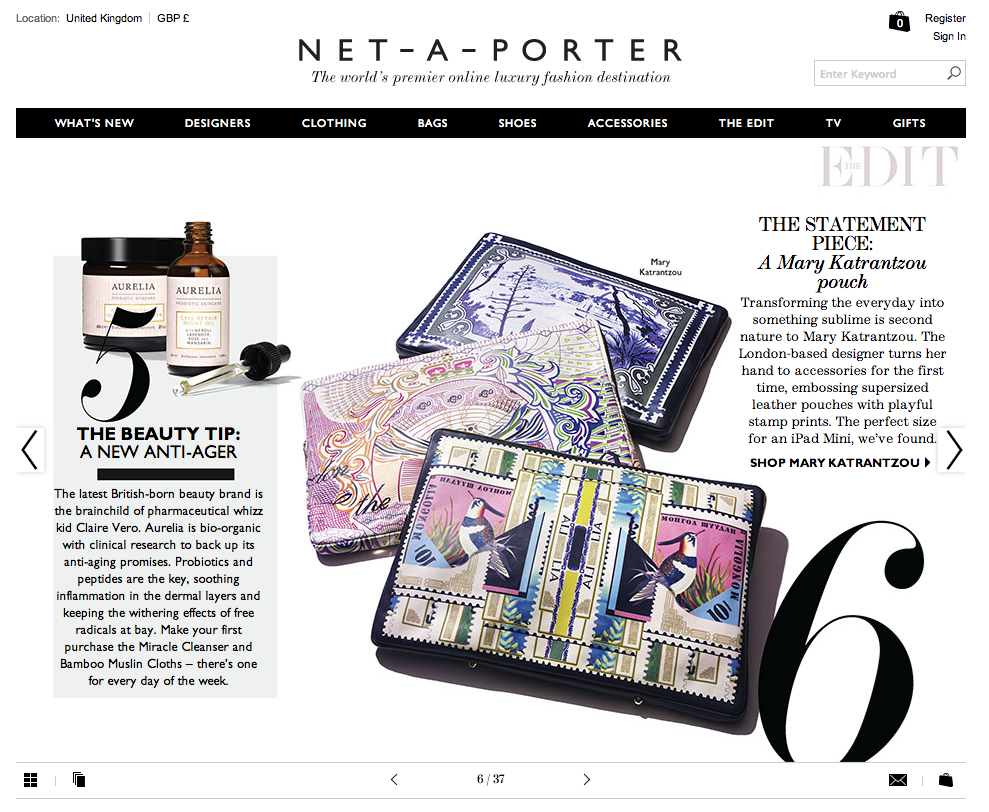 Location: United Kingdom | GBP £
0
Register
Sign In
NET-A-PORTER
The world's premier online luxury fashion destination
Enter Keyword
WHAT'S NEW DESIGNERS CLOTHING BAGS SHOES ACCESSORIES THE EDIT TV GIFTS
THE EDIT
AURELIA
PROBIOTIC SKINCARE
AURELIA
PROBIOTIC SKINCARE
CELL REPAIR
NIGHT OIL
WITH NEROLI,
LAVENDER,
ROSE AND
MANDARIN
5
THE BEAUTY TIP:
A NEW ANTI-AGER
The latest British-born beauty brand is
the brainchild of pharmaceutical whizz
kid Claire Vero. Aurelia is bio-organic
with clinical research to back up its
anti-aging promises. Probiotics and
peptides are the key, soothing
inflammation in the dermal layers and
keeping the withering effects of free
radicals at bay. Make your first
purchase the Miracle Cleanser and
Bamboo Muslin Cloths – there's one
for every day of the week.
Mary
Katrantzou
the
МОНГОЛ ШУУДАН
MONGOLIA
10
THE STATEMENT
PIECE:
A Mary Katrantzou
pouch
Transforming the everyday into
something sublime is second
nature to Mary Katrantzou. The
London-based designer turns her
hand to accessories for the first
time, embossing supersized
leather pouches with playful
stamp prints. The perfect size
for an iPad Mini, we've found.
SHOP MARY KATRANTZOU
6
6 / 37